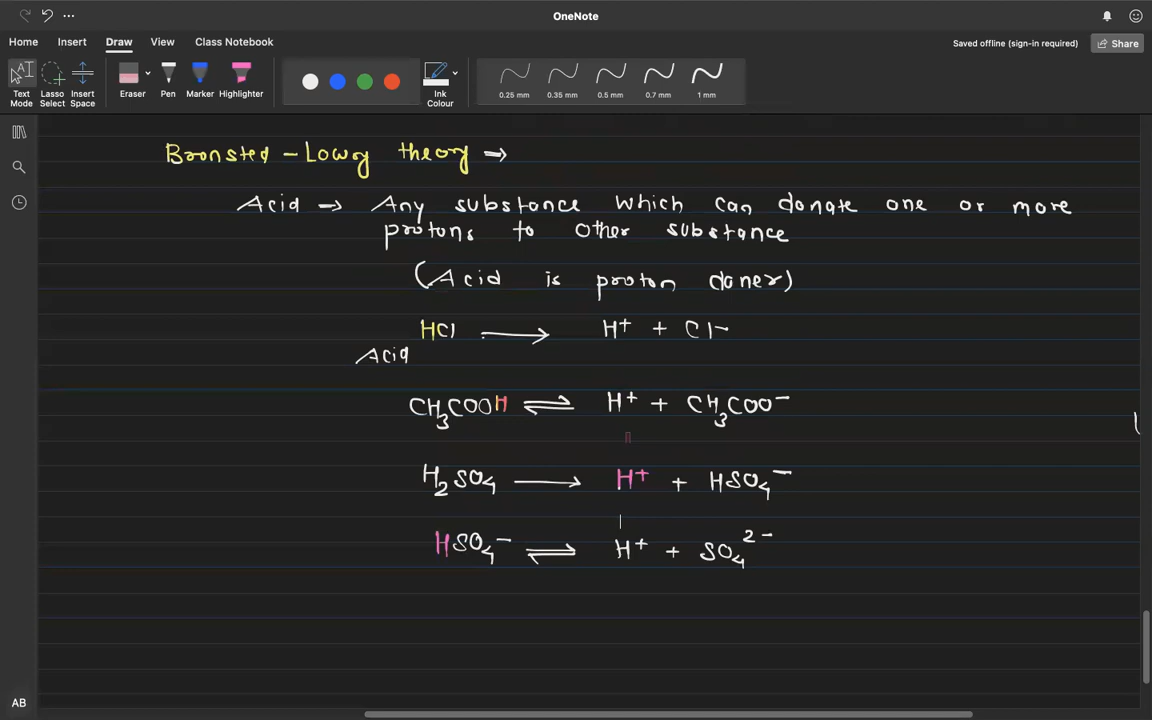 OneNote
Home Insert Draw View Class Notebook
Saved offline (sign-in required) Share
Text Mode
Lasso Select
Insert Space
Eraser
Pen
Marker
Highlighter
Ink Colour
0.25 mm 0.35 mm 0.5 mm 0.7 mm 1 mm
Bronsted - Lowry theory →
Acid → Any substance which can donate one or more
protons to other substance
(Acid is proton doner)
HCl ⟶ H⁺ + Cl⁻
Acid
CH₃COOH ⇌ H⁺ + CH₃COO⁻
H₂SO₄ ⟶ H⁺ + HSO₄⁻
HSO₄⁻ ⇌ H⁺ + SO₄²⁻
AB